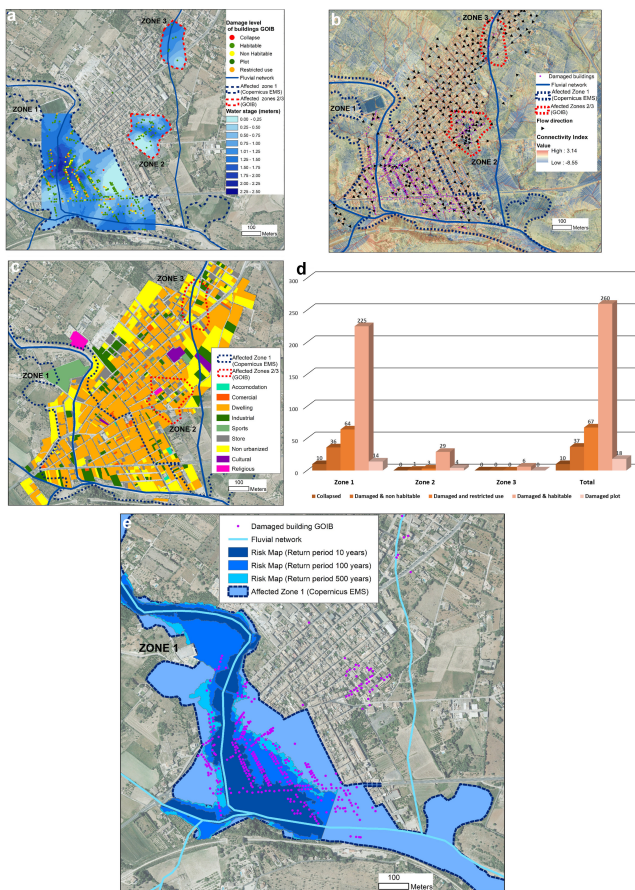 a
Damage level
of buildings GOIB
Collapse
Habitable
Non Habitable
Plot
Restricted use
Fluvial network
Affected zone 1
(Copernicus EMS)
Affected zones 2/3
(GOIB)
Water stage (meters)
0.00 - 0.25
0.25 - 0.50
0.50 - 0.75
0.75 - 1.00
1.01 - 1.25
1.25 - 1.50
1.50 - 1.75
1.75 - 2.00
2.00 - 2.25
2.25 - 2.50
ZONE 3
ZONE 1
ZONE 2
100
Meters
b
ZONE 3
Damaged buildings
Fluvial network
Affected Zone 1
(Copernicus EMS)
Affected Zones 2/3
(GOIB)
Flow direction
Connectivity Index
Value
High : 3.14
Low : -8.55
ZONE 1
ZONE 2
100
Meters
c
ZONE 3
ZONE 1
ZONE 2
Affected Zone 1
(Copernicus EMS)
Affected Zones 2/3
(GOIB)
Accomodation
Comercial
Dwelling
Industrial
Sports
Store
Non urbanized
Cultural
Religious
100
Meters
d
300
250
200
150
100
50
0
10
36
64
225
14
0
1
3
29
4
0
0
0
6
0
10
37
67
260
18
Zone 1
Zone 2
Zone 3
Total
Collapsed
Damaged & non habitable
Damaged and restricted use
Damaged & habitable
Damaged plot
e
Damaged building GOIB
Fluvial network
Risk Map (Return period 10 years)
Risk Map (Return period 100 years)
Risk Map (Return period 500 years)
Affected Zone 1 (Copernicus EMS)
ZONE 1
100
Meters